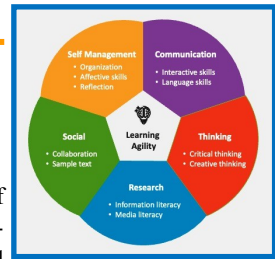 Self Management
• Organization
• Affective skills
• Reflection
Communication
• Interactive skills
• Language skills
Social
• Collaboration
• Sample text
Learning
Agility
Thinking
• Critical thinking
• Creative thinking
Research
• Information literacy
• Media literacy
f